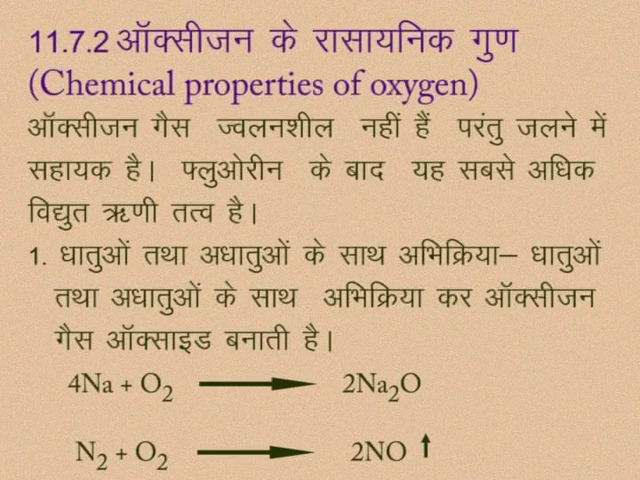 11.7.2 ऑक्सीजन के रासायनिक गुण
(Chemical properties of oxygen)
ऑक्सीजन गैस ज्वलनशील नहीं हैं परंतु जलने में
सहायक है। फ्लुओरीन के बाद यह सबसे अधिक
विद्युत ऋणी तत्व है।
1. धातुओं तथा अधातुओं के साथ अभिक्रिया– धातुओं
तथा अधातुओं के साथ अभिक्रिया कर ऑक्सीजन
गैस ऑक्साइड बनाती है।
4Na + O₂ ⟶ 2Na₂O
N₂ + O₂ ⟶ 2NO ↑